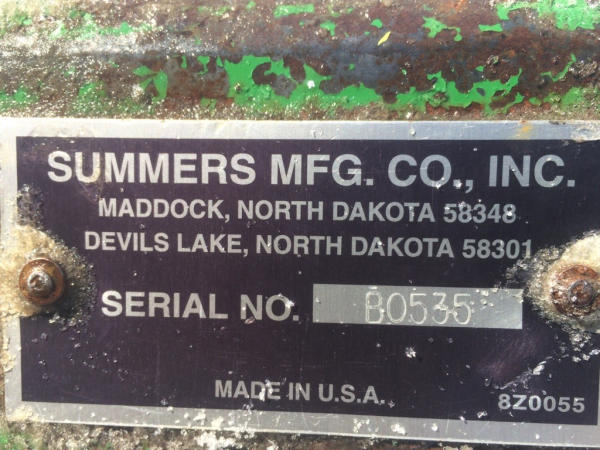 SUMMERS MFG. CO., INC.
MADDOCK, NORTH DAKOTA 58348
DEVILS LAKE, NORTH DAKOTA 58301
SERIAL NO. B0535
MADE IN U.S.A.
8Z0055